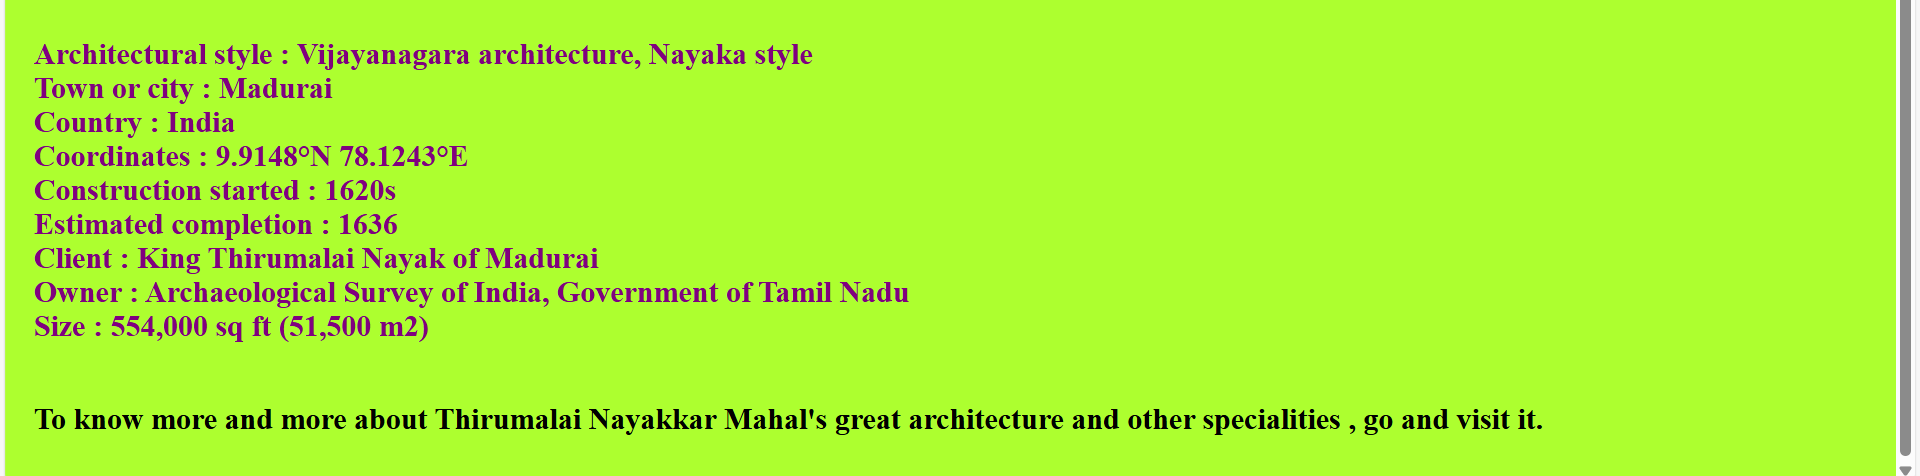 Architectural style : Vijayanagara architecture, Nayaka style
Town or city : Madurai
Country : India
Coordinates : 9.9148°N 78.1243°E
Construction started : 1620s
Estimated completion : 1636
Client : King Thirumalai Nayak of Madurai
Owner : Archaeological Survey of India, Government of Tamil Nadu
Size : 554,000 sq ft (51,500 m2)
To know more and more about Thirumalai Nayakkar Mahal's great architecture and other specialities , go and visit it.